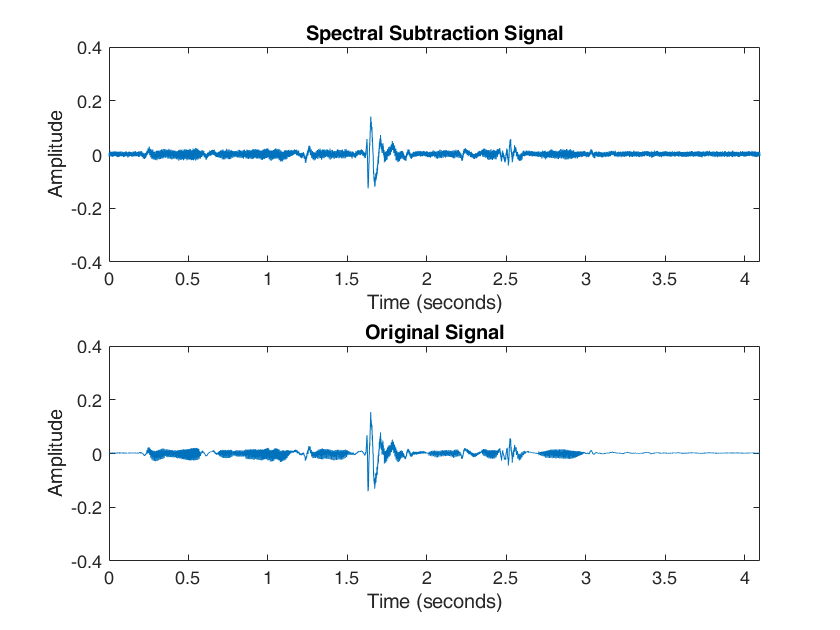 Spectral Subtraction Signal
0.4
0.2
0
-0.2
-0.4
Amplitude
0 0.5 1 1.5 2 2.5 3 3.5 4
Time (seconds)
Original Signal
0.4
0.2
0
-0.2
-0.4
Amplitude
0 0.5 1 1.5 2 2.5 3 3.5 4
Time (seconds)